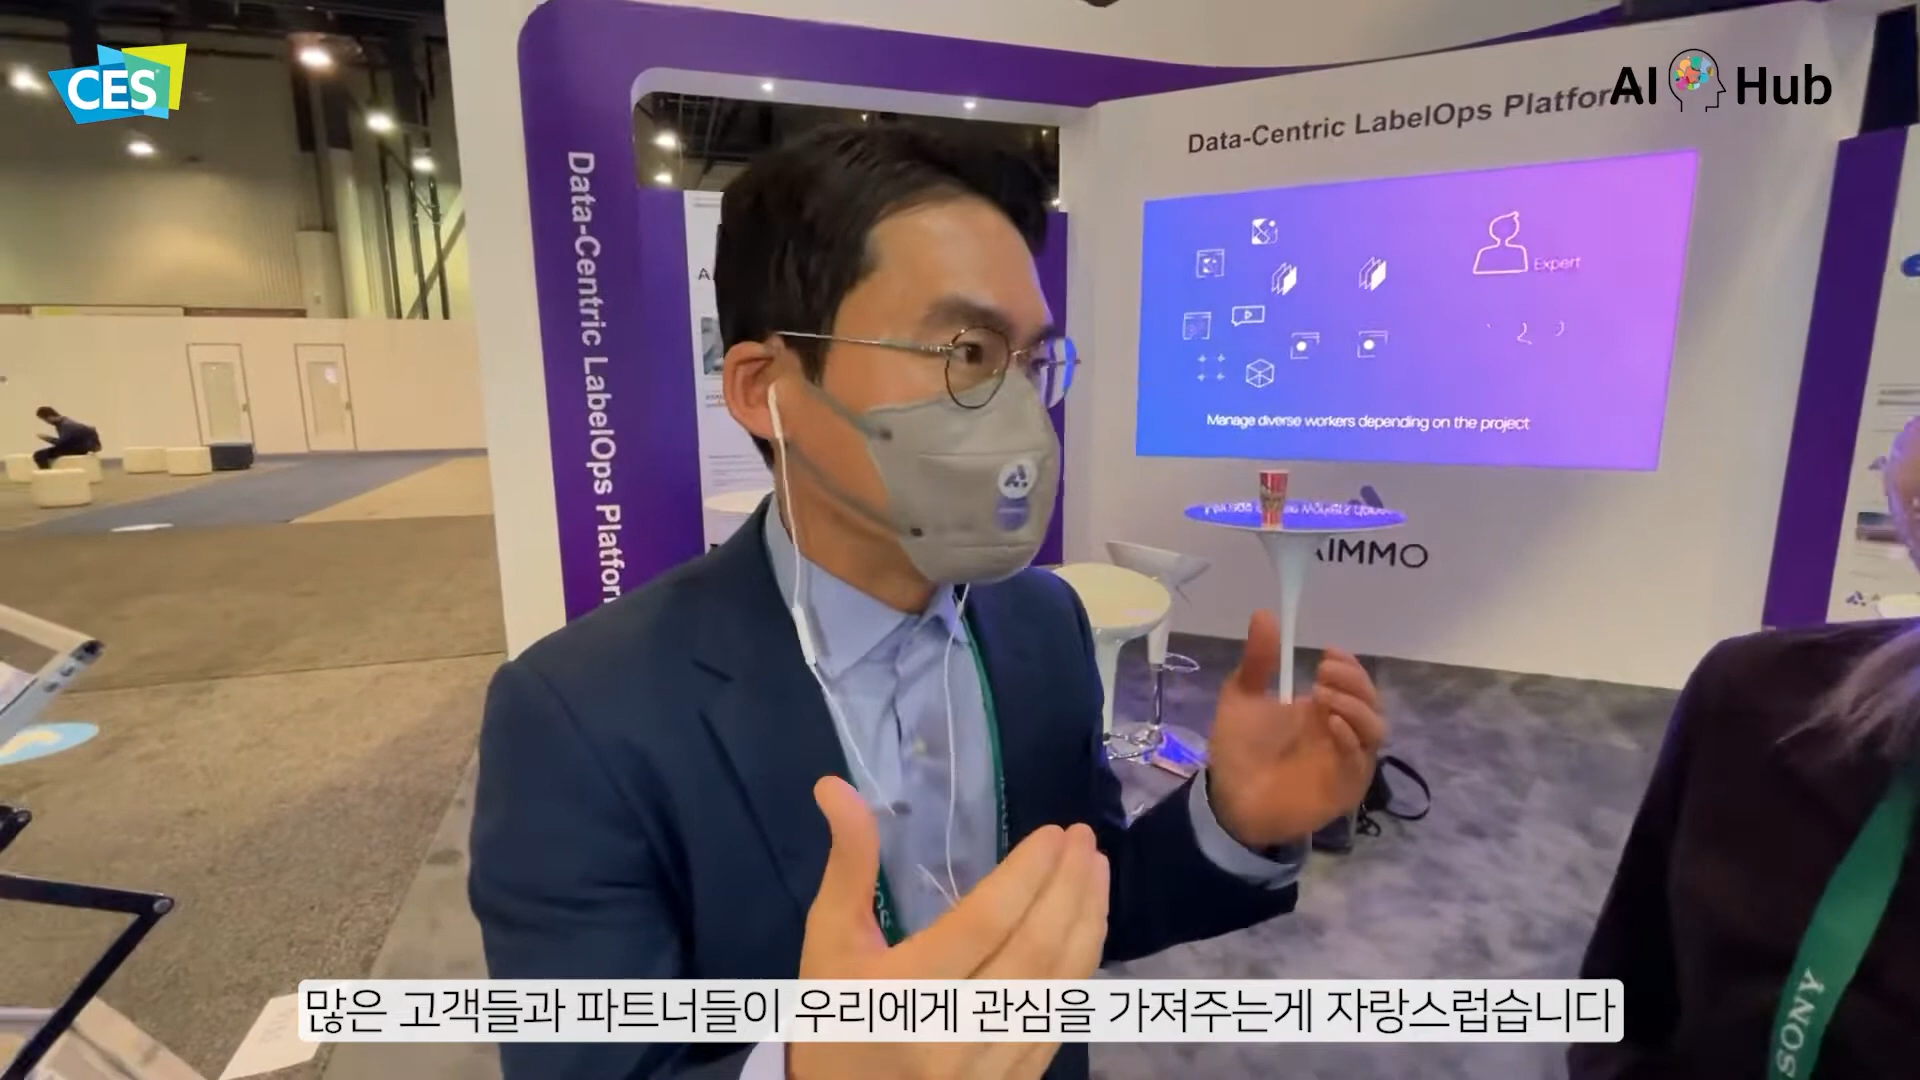 CES
AI Hub
Data-Centric LabelOps Platform
Data-Centric LabelOps Platform
Expert
Manage diverse workers depending on the project
AIMMO
SONY
많은 고객들과 파트너들이 우리에게 관심을 가져주는게 자랑스럽습니다